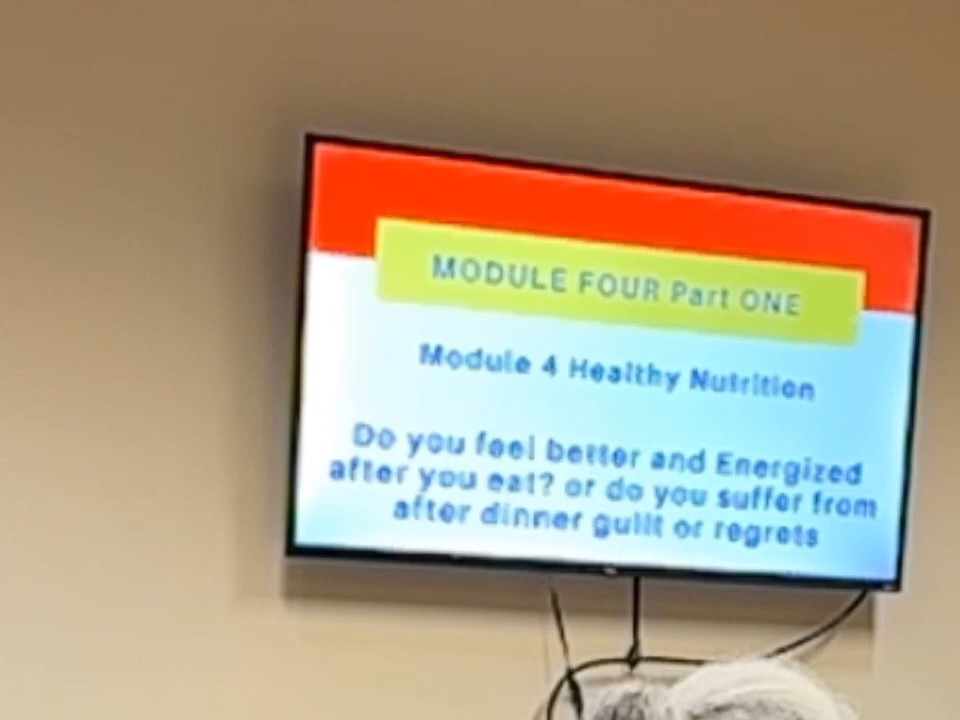 MODULE FOUR Part ONE
Module 4 Healthy Nutrition
Do you feel better and Energized
after you eat? or do you suffer from
after dinner guilt or regrets